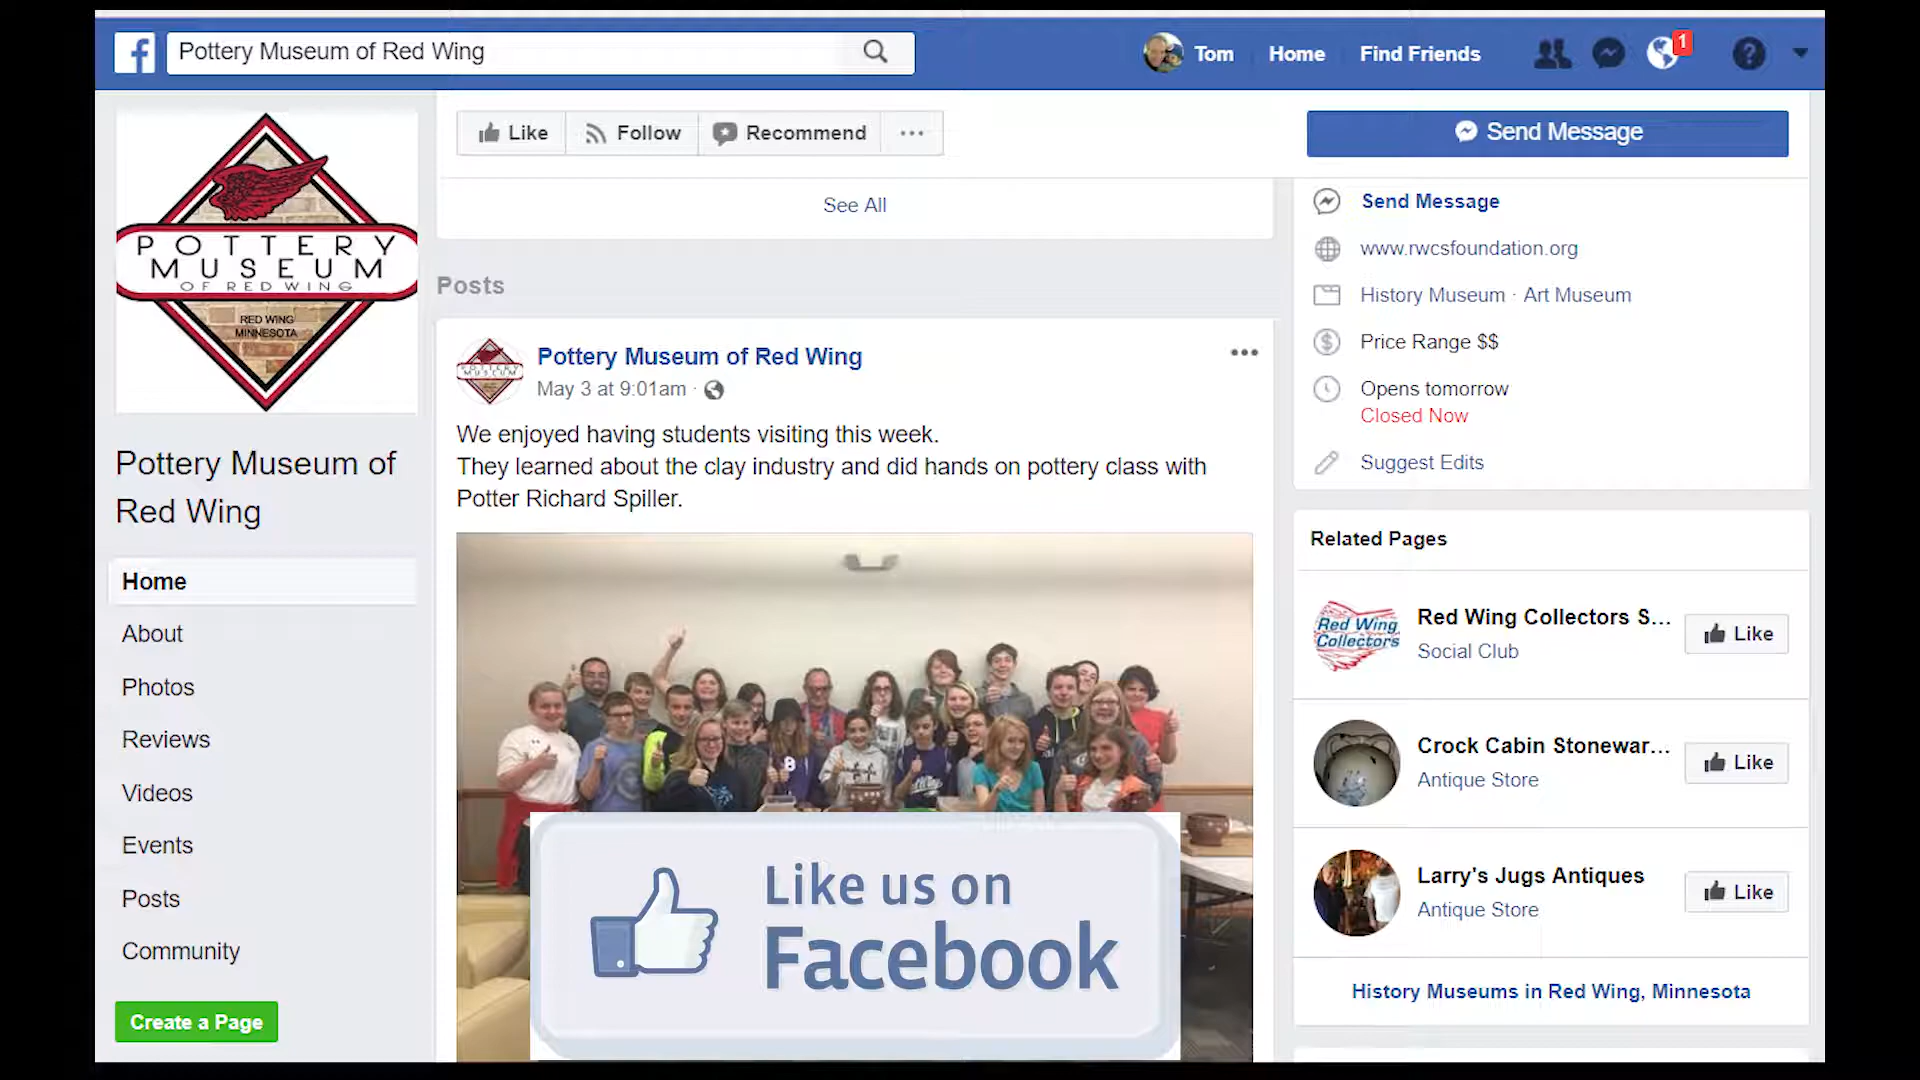 Pottery Museum of Red Wing
Tom
Home
Find Friends
1
Like
Follow
Recommend
Send Message
POTTERY
MUSEUM
OF RED WING
RED WING
MINNESOTA
Pottery Museum of
Red Wing
Home
About
Photos
Reviews
Videos
Events
Posts
Community
Create a Page
See All
Posts
POTTERY
MUSEUM
Pottery Museum of Red Wing
May 3 at 9:01am ·
We enjoyed having students visiting this week.
They learned about the clay industry and did hands on pottery class with
Potter Richard Spiller.
Like us on
Facebook
Send Message
www.rwcsfoundation.org
History Museum · Art Museum
Price Range $$
Opens tomorrow
Closed Now
Suggest Edits
Related Pages
Red Wing
Collectors
Red Wing Collectors S...
Social Club
Like
Crock Cabin Stonewar...
Antique Store
Like
Larry's Jugs Antiques
Antique Store
Like
History Museums in Red Wing, Minnesota